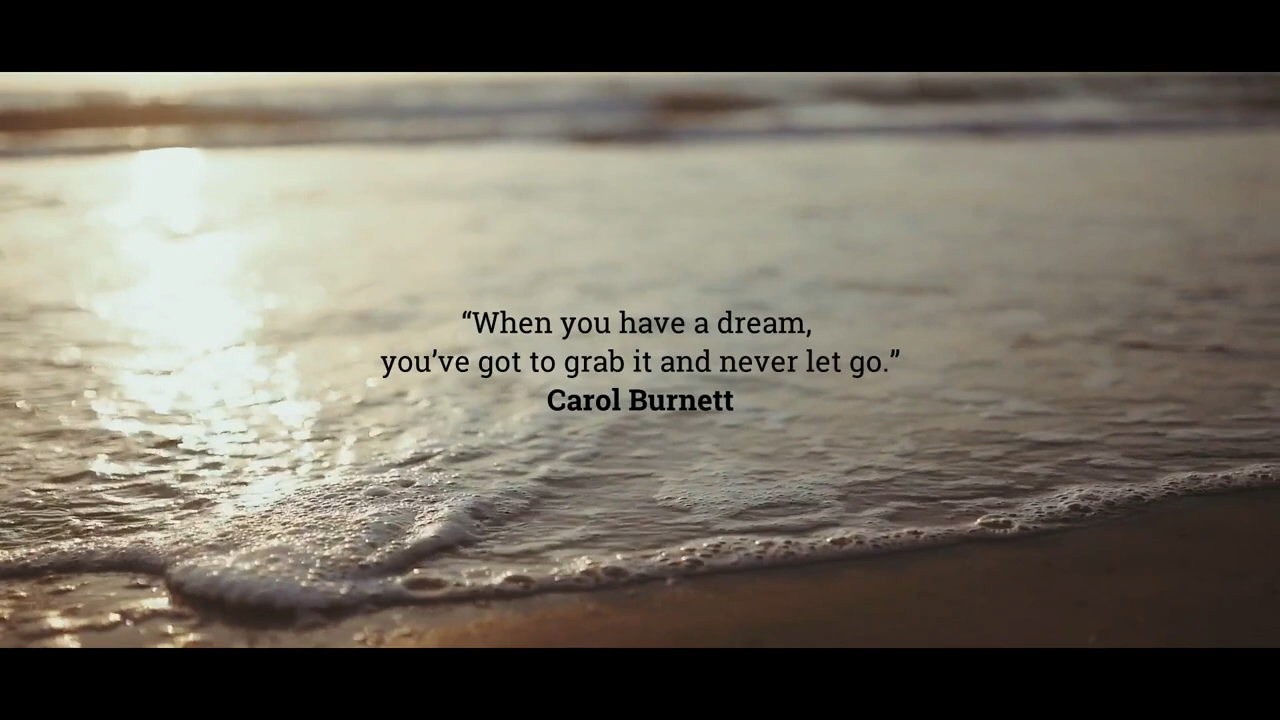 “When you have a dream,
you’ve got to grab it and never let go.”
Carol Burnett